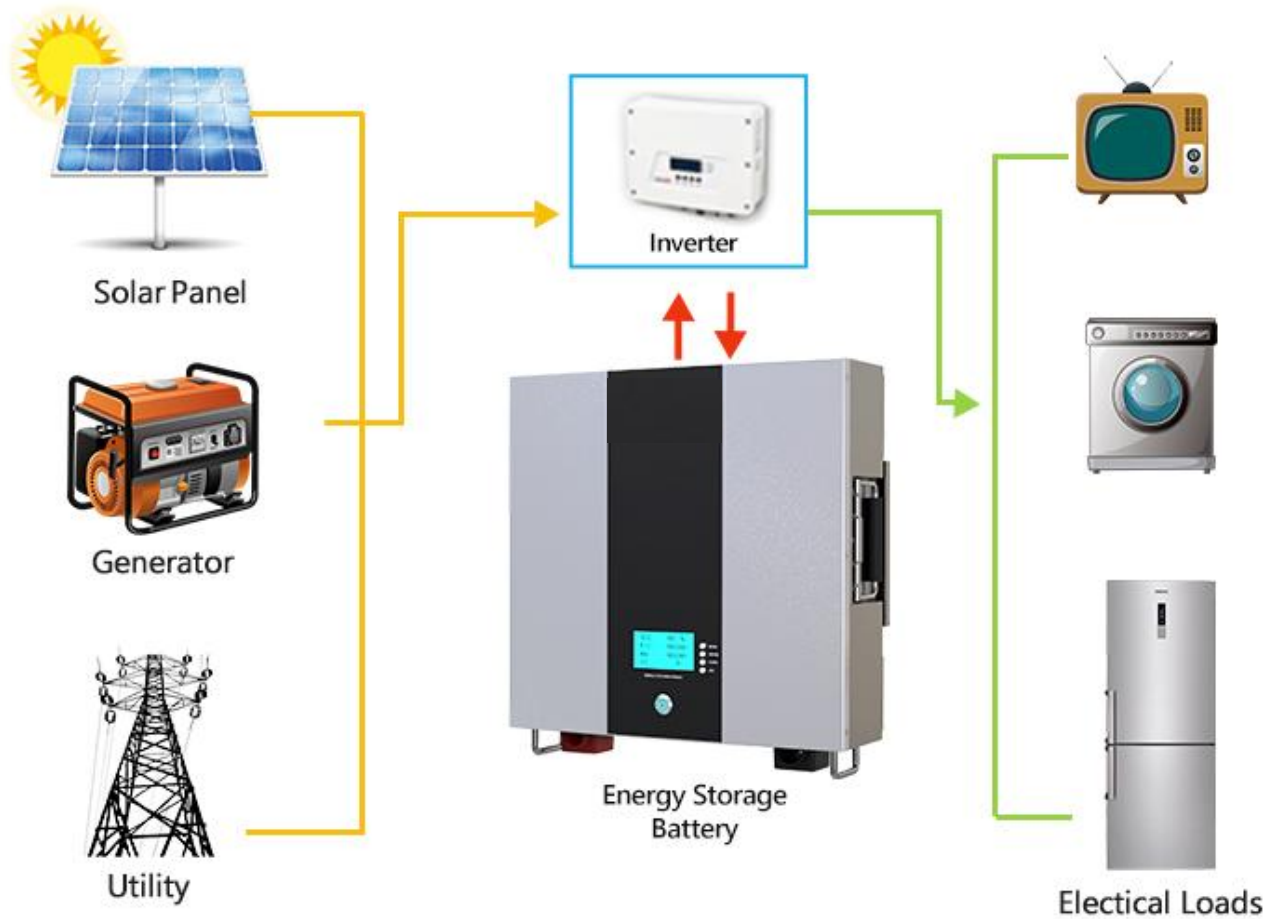 Solar Panel
Generator
Utility
Inverter
Energy Storage
Battery
Electical Loads